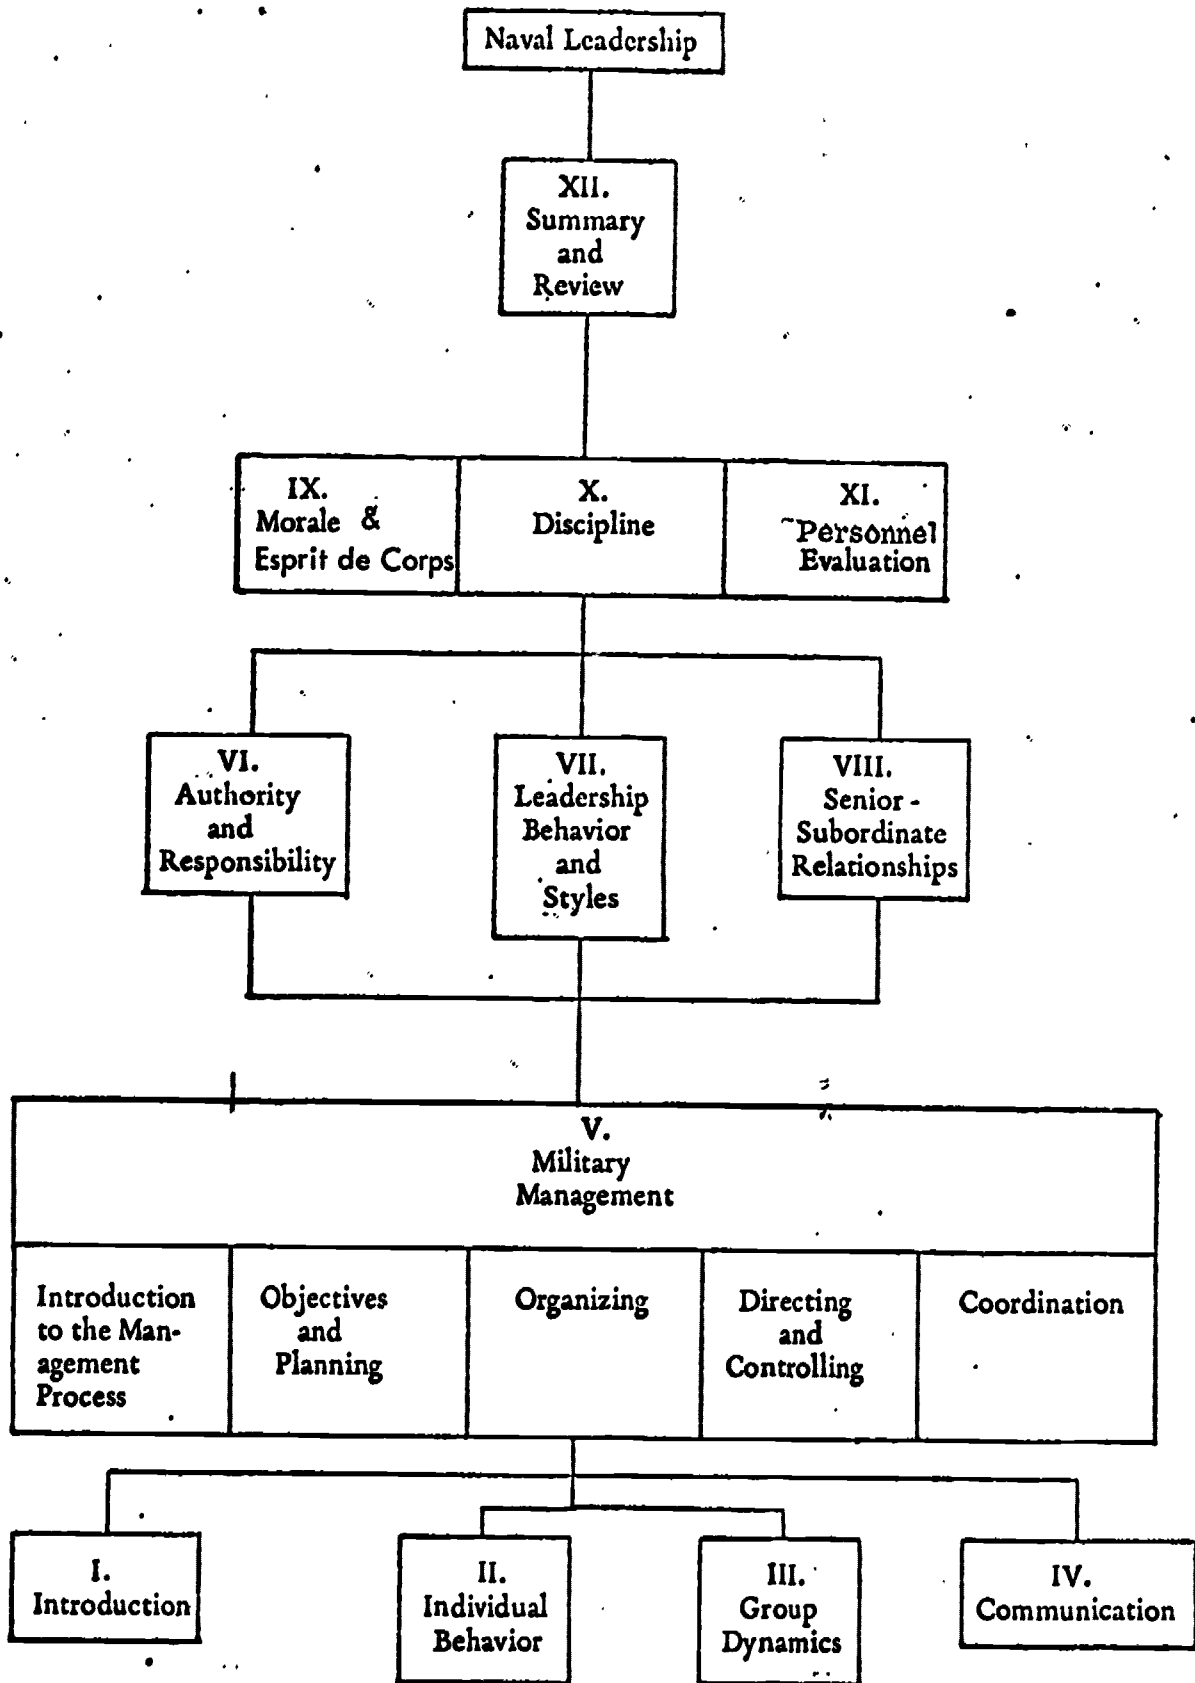 Naval Leadership
XII.
Summary
and
Review
IX.
Morale &
Esprit de Corps
X.
Discipline
XI.
Personnel
Evaluation
VI.
Authority
and
Responsibility
VII.
Leadership
Behavior
and
Styles
VIII.
Senior -
Subordinate
Relationships
V.
Military
Management
Introduction
to the Man-
agement
Process
Objectives
and
Planning
Organizing
Directing
and
Controlling
Coordination
I.
Introduction
II.
Individual
Behavior
III.
Group
Dynamics
IV.
Communication